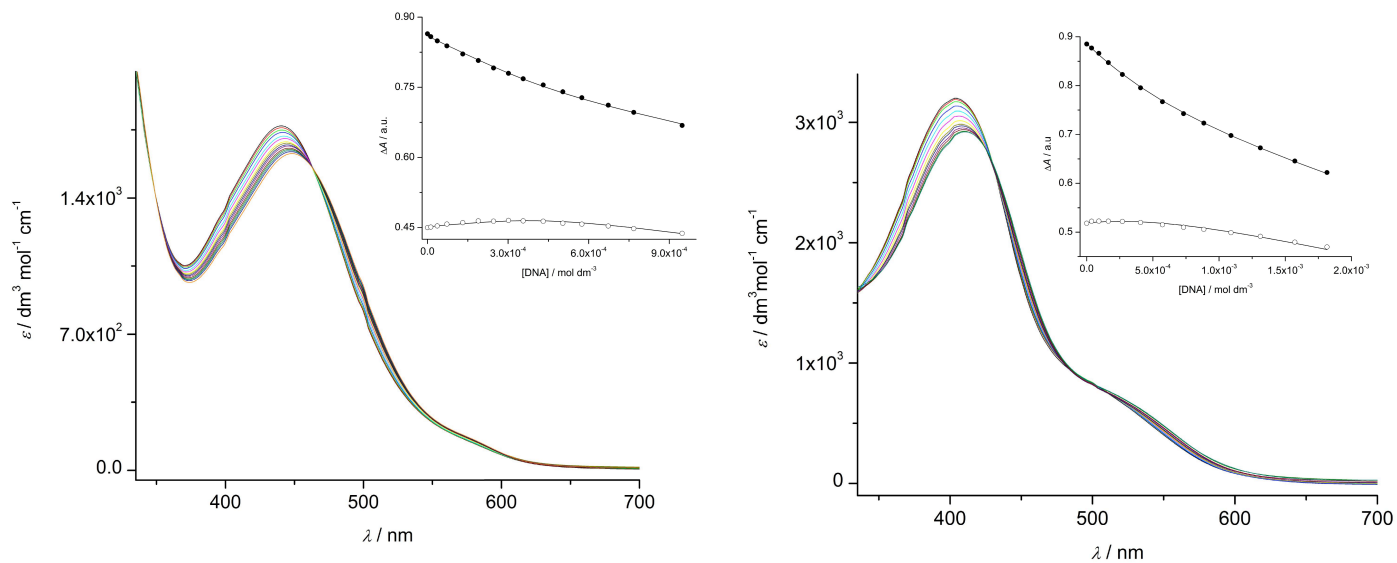 0.90
0.75
0.60
0.45
ΔA / a.u.
0.0 3.0x10⁻⁴ 6.0x10⁻⁴ 9.0x10⁻⁴
[DNA] / mol dm⁻³
1.4x10³
7.0x10²
0.0
ε / dm³ mol⁻¹ cm⁻¹
400 500 600 700
λ / nm
0.9
0.8
0.7
0.6
0.5
ΔA / a.u
0.0 5.0x10⁻⁴ 1.0x10⁻³ 1.5x10⁻³ 2.0x10⁻³
[DNA] / mol dm⁻³
3x10³
2x10³
1x10³
0
ε / dm³mol⁻¹ cm⁻¹
400 500 600 700
λ / nm